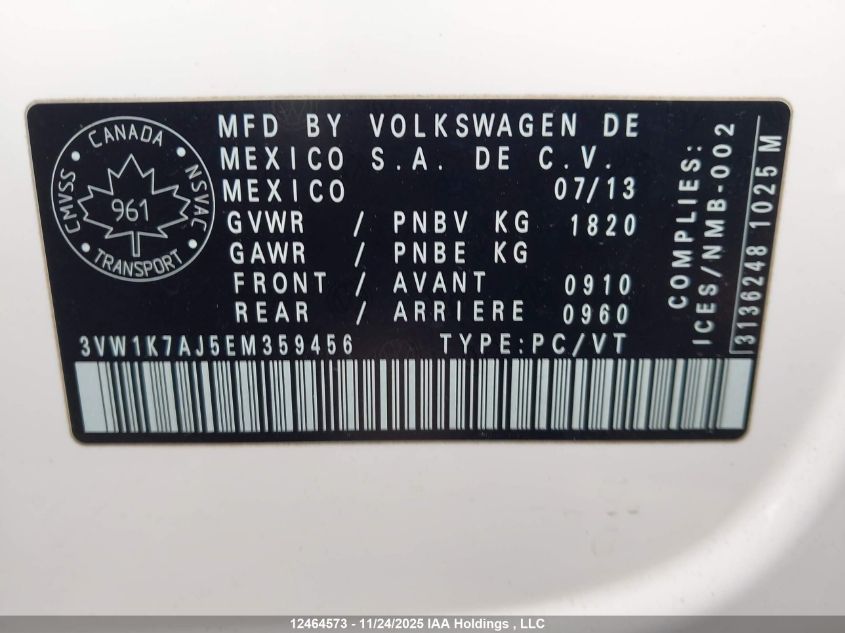 CANADA
CMVSS
NSVAC
961
TRANSPORT
MFD BY VOLKSWAGEN DE
MEXICO S.A. DE C.V.
MEXICO 07/13
GVWR / PNBV KG 1820
GAWR / PNBE KG
FRONT / AVANT 0910
REAR / ARRIERE 0960
3VW1K7AJ5EM359456 TYPE:PC/VT
COMPLIES:
ICES/NMB-002
3136248 1025 M
12464573 - 11/24/2025 IAA Holdings , LLC